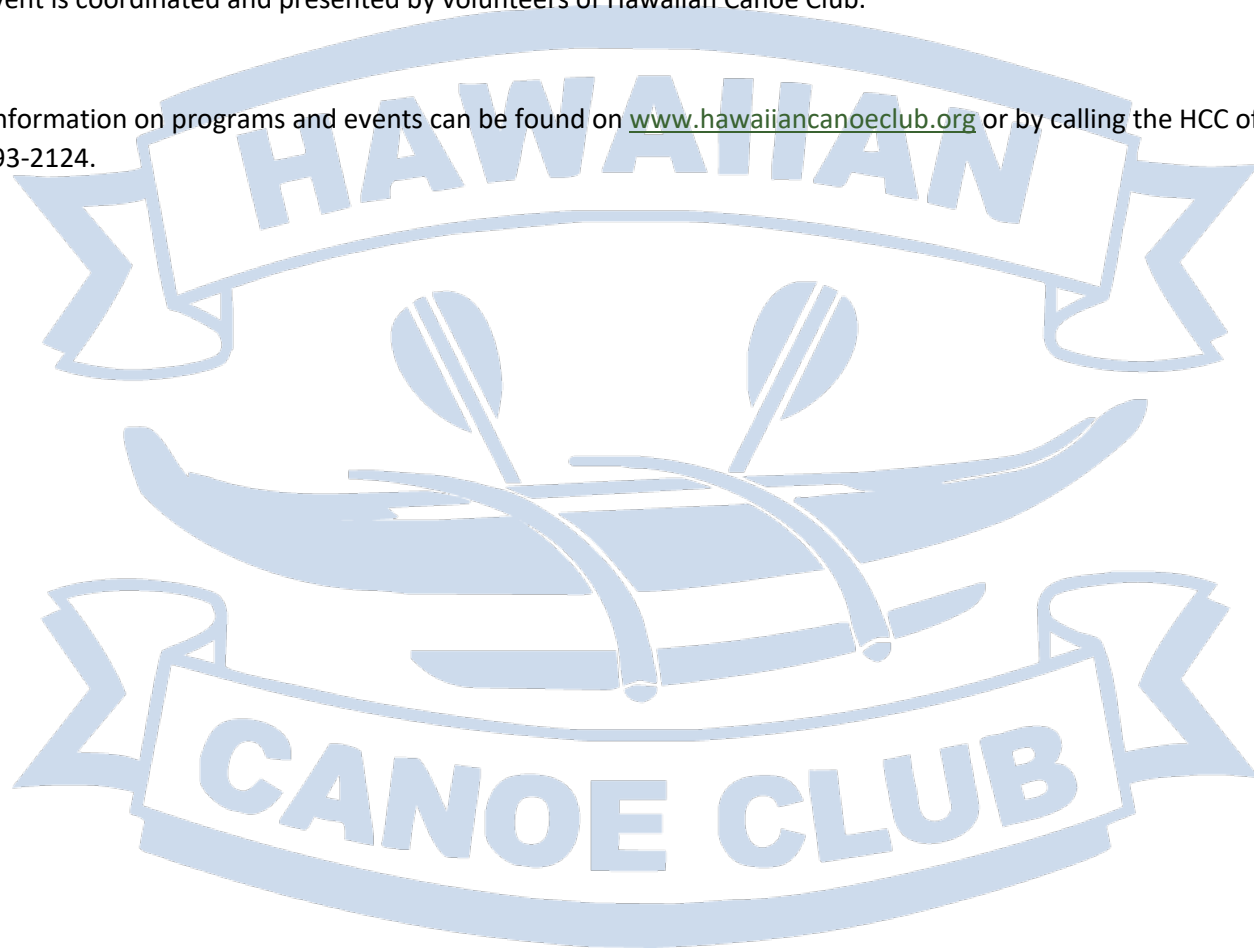 vent is coordinated and presented by volunteers of Hawaiian Canoe Club.
nformation on programs and events can be found on www.hawaiiancanoeclub.org or by calling the HCC of
93-2124.
HAWAIIAN
CANOE CLUB